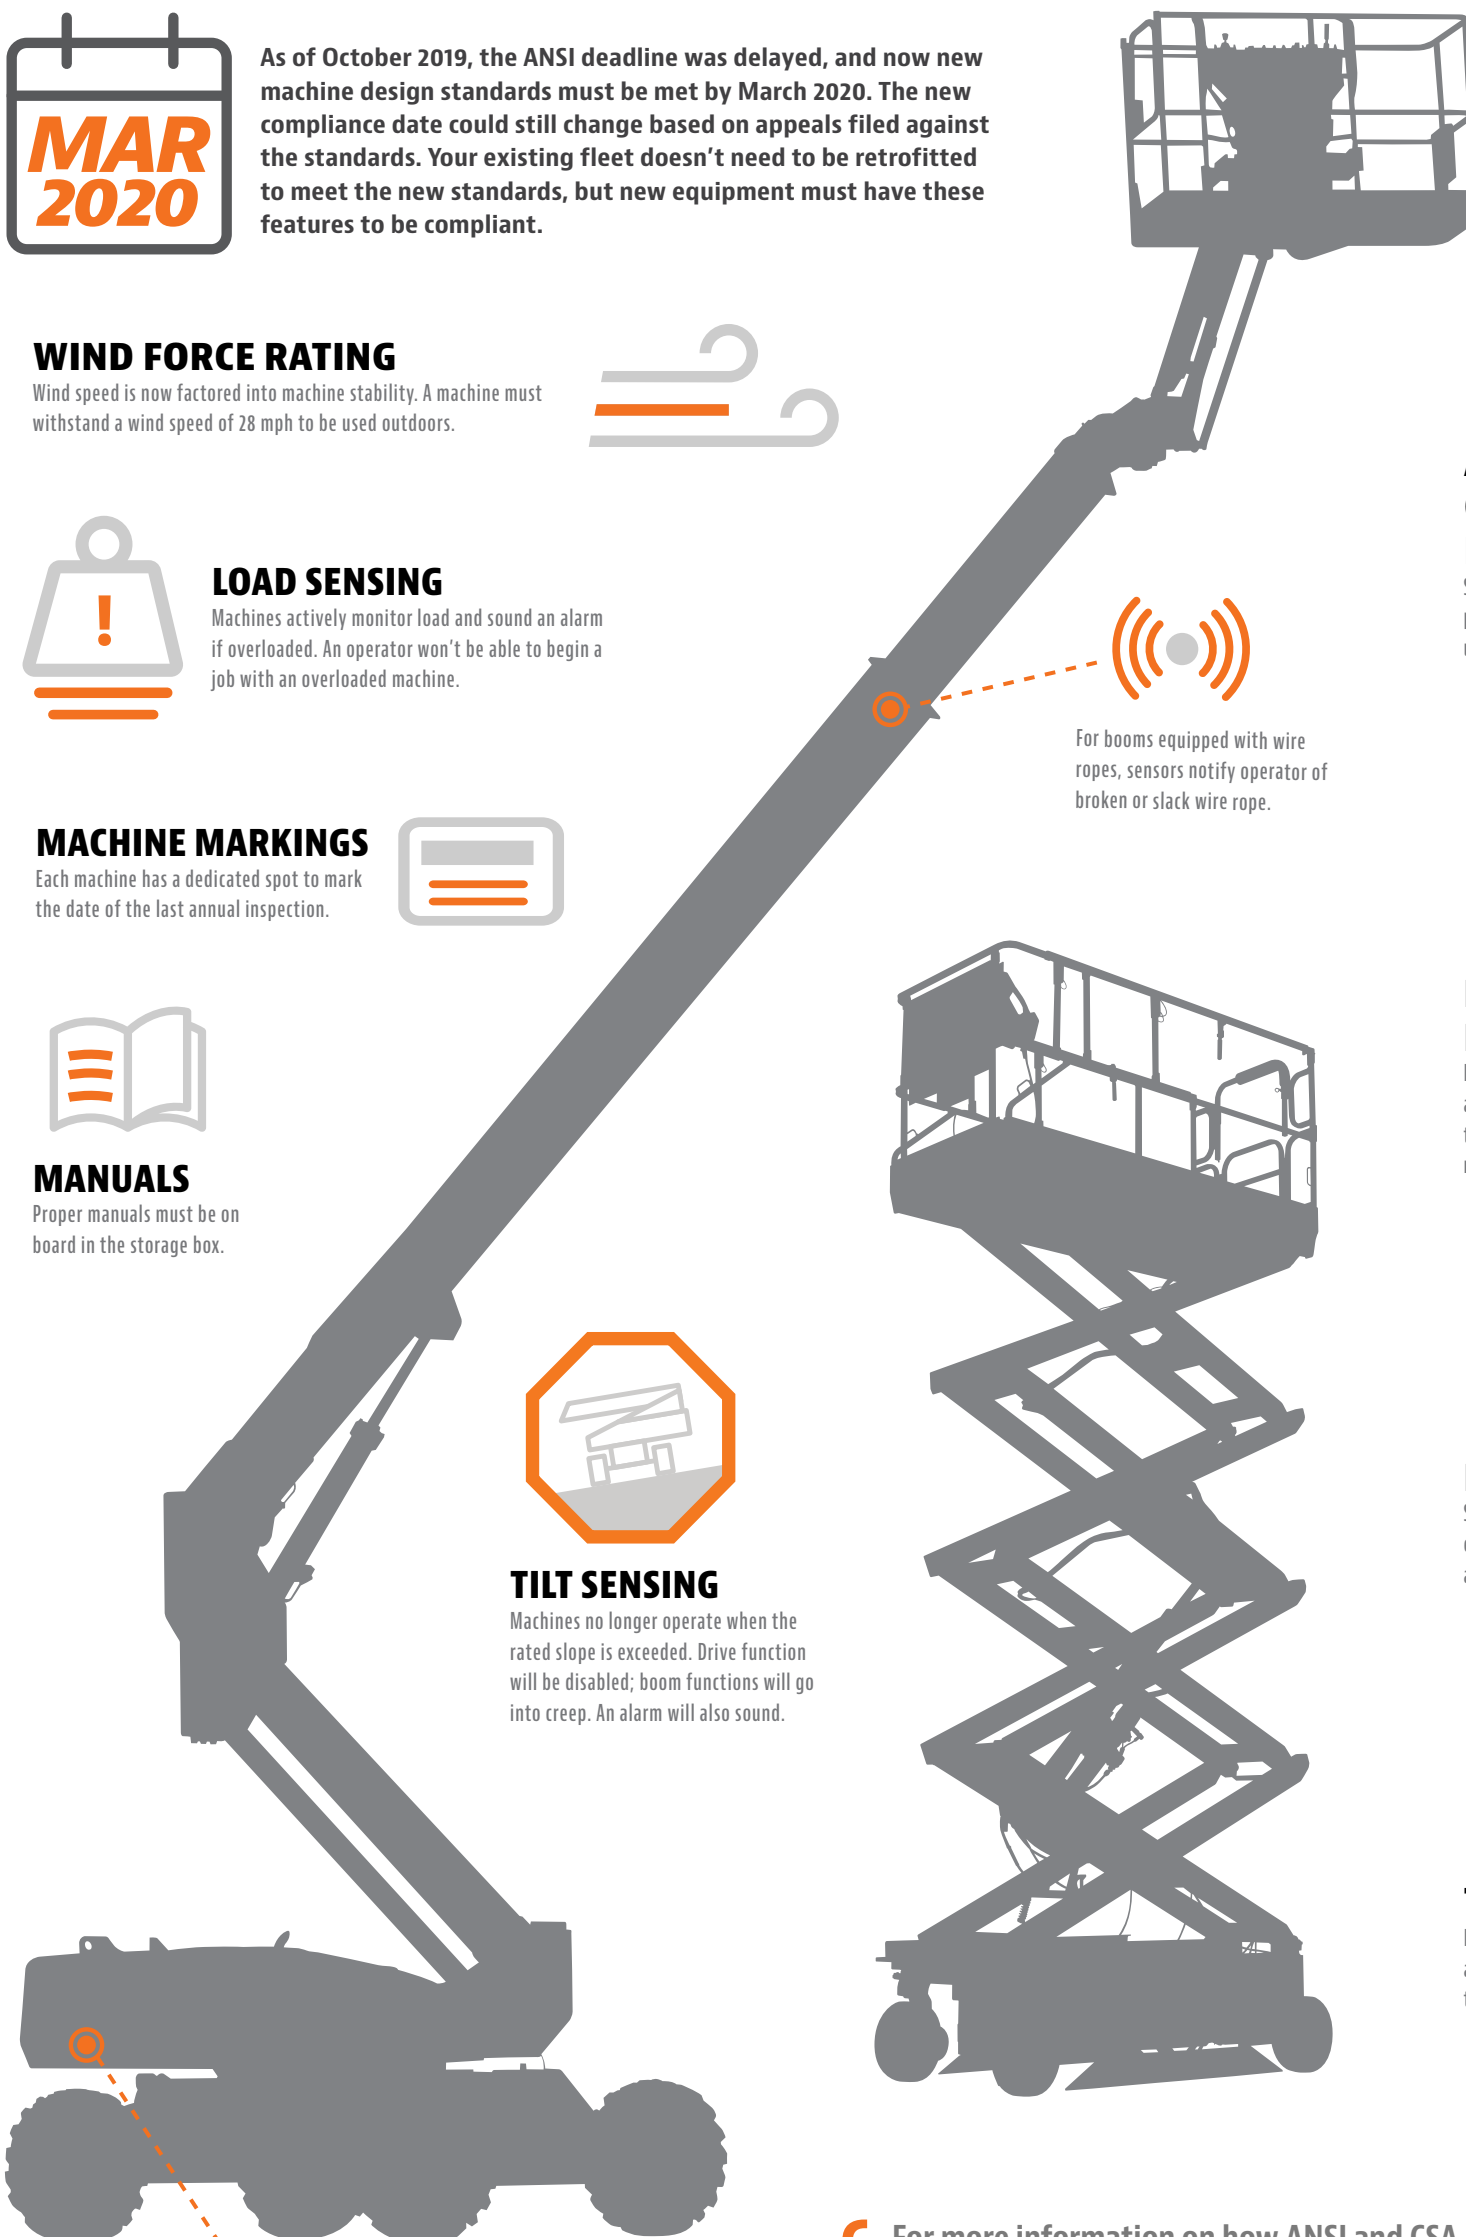 MAR
2020
As of October 2019, the ANSI deadline was delayed, and now new
machine design standards must be met by March 2020. The new
compliance date could still change based on appeals filed against
the standards. Your existing fleet doesn't need to be retrofitted
to meet the new standards, but new equipment must have these
features to be compliant.
WIND FORCE RATING
Wind speed is now factored into machine stability. A machine must
withstand a wind speed of 28 mph to be used outdoors.
LOAD SENSING
Machines actively monitor load and sound an alarm
if overloaded. An operator won't be able to begin a
job with an overloaded machine.
For booms equipped with wire
ropes, sensors notify operator of
broken or slack wire rope.
MACHINE MARKINGS
Each machine has a dedicated spot to mark
the date of the last annual inspection.
MANUALS
Proper manuals must be on
board in the storage box.
TILT SENSING
Machines no longer operate when the
rated slope is exceeded. Drive function
will be disabled; boom functions will go
into creep. An alarm will also sound.
For more information on how ANSI and CSA